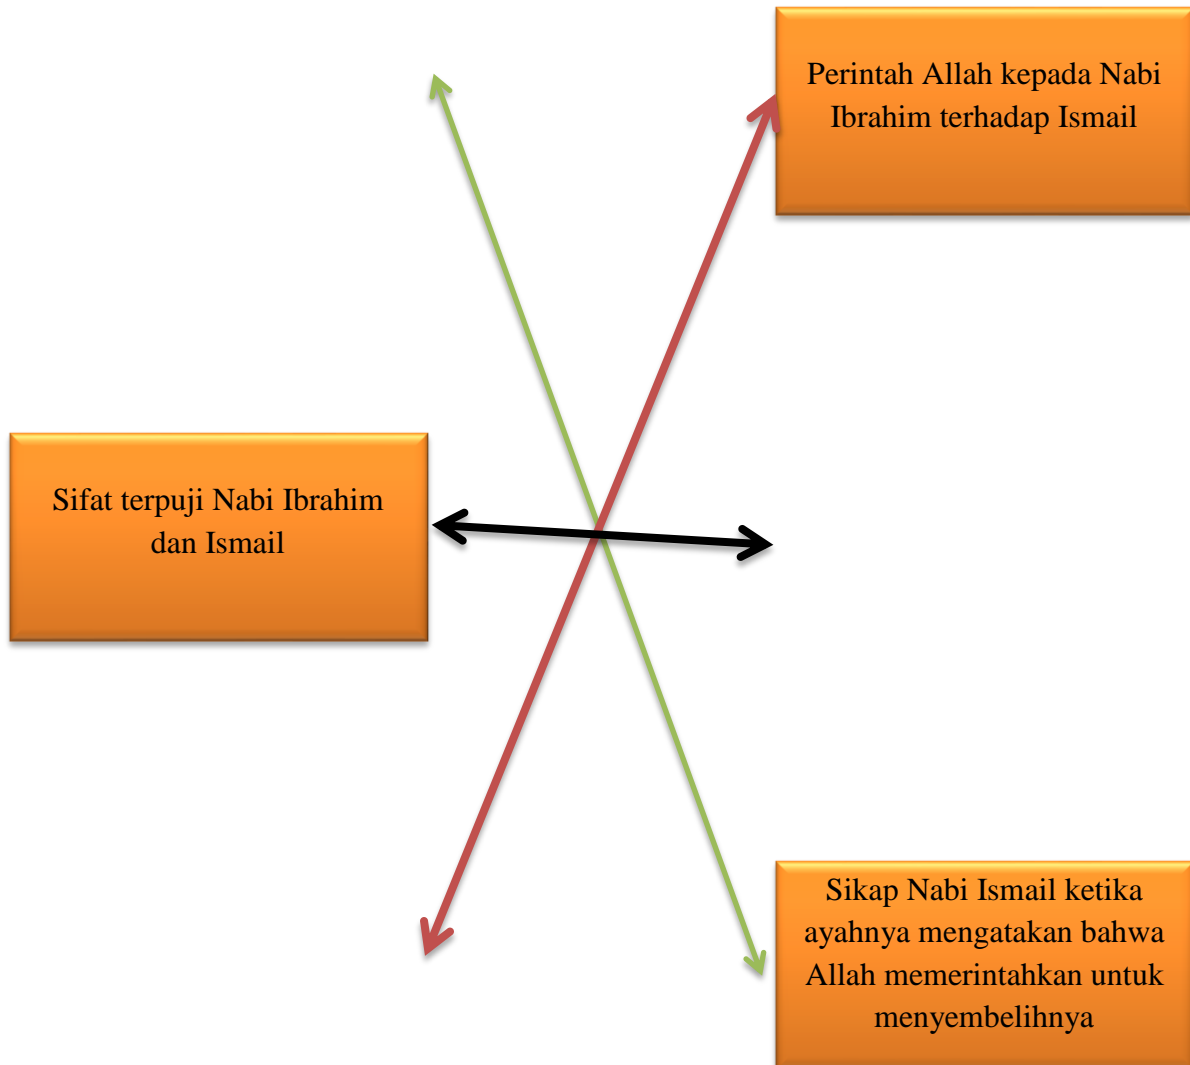 Perintah Allah kepada Nabi
Ibrahim terhadap Ismail
Sifat terpuji Nabi Ibrahim
dan Ismail
Sikap Nabi Ismail ketika
ayahnya mengatakan bahwa
Allah memerintahkan untuk
menyembelihnya